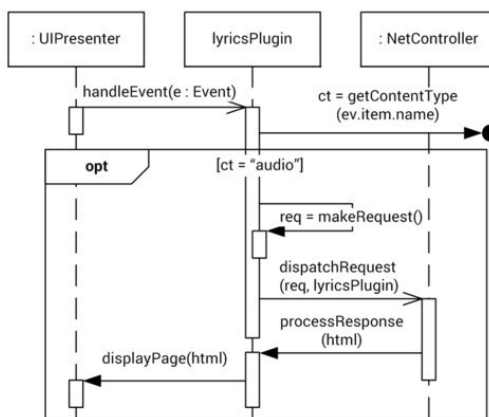 : UIPresenter
lyricsPlugin
: NetController
handleEvent(e : Event)
ct = getContentType
(ev.item.name)
opt
[ct = “audio”]
req = makeRequest()
dispatchRequest
(req, lyricsPlugin)
processResponse
(html)
displayPage(html)